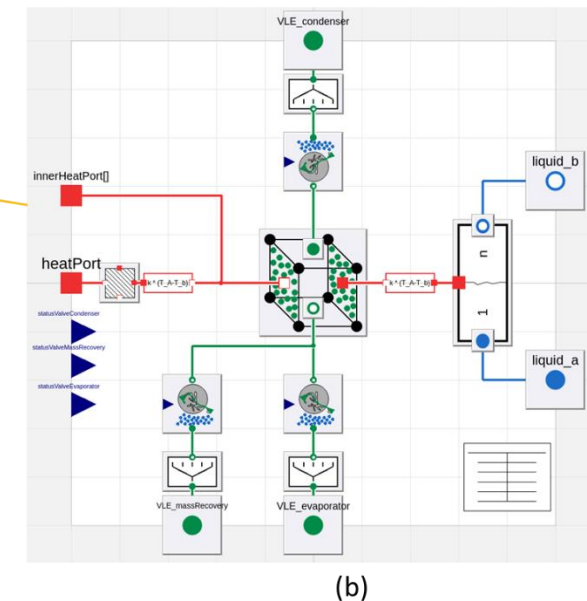 VLE_condenser
innerHeatPort[]
liquid_b
heatPort
k * (T_A-T_b)
k * (T_A-T_b)
n
statusValveCondenser
statusValveMassRecovery
1
statusValveEvaporator
liquid_a
VLE_massRecovery
VLE_evaporator
(b)